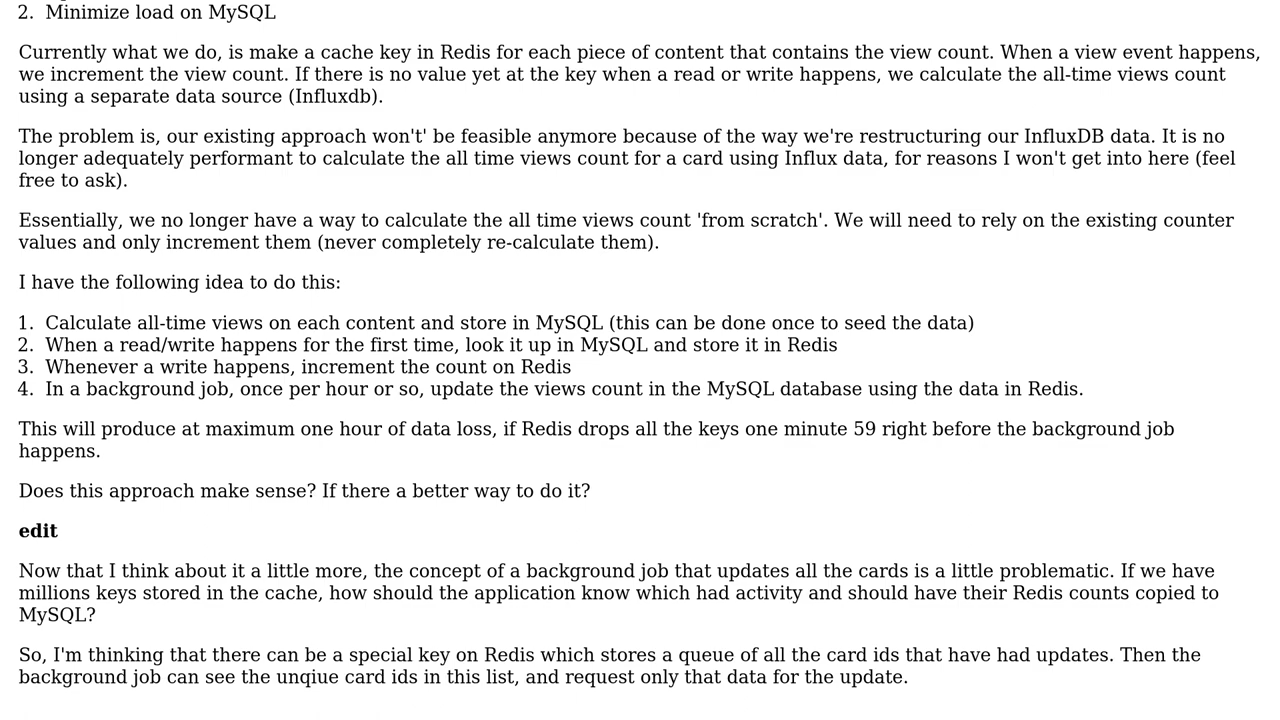 2. Minimize load on MySQL
Currently what we do, is make a cache key in Redis for each piece of content that contains the view count. When a view event happens,
we increment the view count. If there is no value yet at the key when a read or write happens, we calculate the all-time views count
using a separate data source (Influxdb).
The problem is, our existing approach won't' be feasible anymore because of the way we're restructuring our InfluxDB data. It is no
longer adequately performant to calculate the all time views count for a card using Influx data, for reasons I won't get into here (feel
free to ask).
Essentially, we no longer have a way to calculate the all time views count 'from scratch'. We will need to rely on the existing counter
values and only increment them (never completely re-calculate them).
I have the following idea to do this:
1. Calculate all-time views on each content and store in MySQL (this can be done once to seed the data)
2. When a read/write happens for the first time, look it up in MySQL and store it in Redis
3. Whenever a write happens, increment the count on Redis
4. In a background job, once per hour or so, update the views count in the MySQL database using the data in Redis.
This will produce at maximum one hour of data loss, if Redis drops all the keys one minute 59 right before the background job
happens.
Does this approach make sense? If there a better way to do it?
edit
Now that I think about it a little more, the concept of a background job that updates all the cards is a little problematic. If we have
millions keys stored in the cache, how should the application know which had activity and should have their Redis counts copied to
MySQL?
So, I'm thinking that there can be a special key on Redis which stores a queue of all the card ids that have had updates. Then the
background job can see the unqiue card ids in this list, and request only that data for the update.